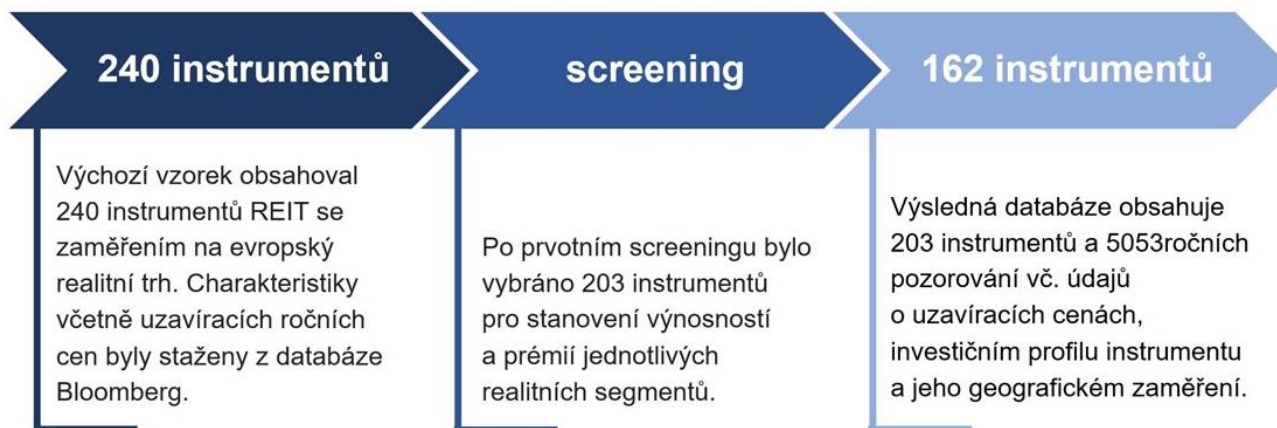 240 instrumentů
Výchozí vzorek obsahoval
240 instrumentů REIT se
zaměřením na evropský
realitní trh. Charakteristiky
včetně uzavíracích ročních
cen byly staženy z databáze
Bloomberg.
screening
Po prvotním screeningu bylo
vybráno 203 instrumentů
pro stanovení výnosností
a prémií jednotlivých
realitních segmentů.
162 instrumentů
Výsledná databáze obsahuje
203 instrumentů a 5053ročních
pozorování vč. údajů
o uzavíracích cenách,
investičním profilu instrumentu
a jeho geografickém zaměření.